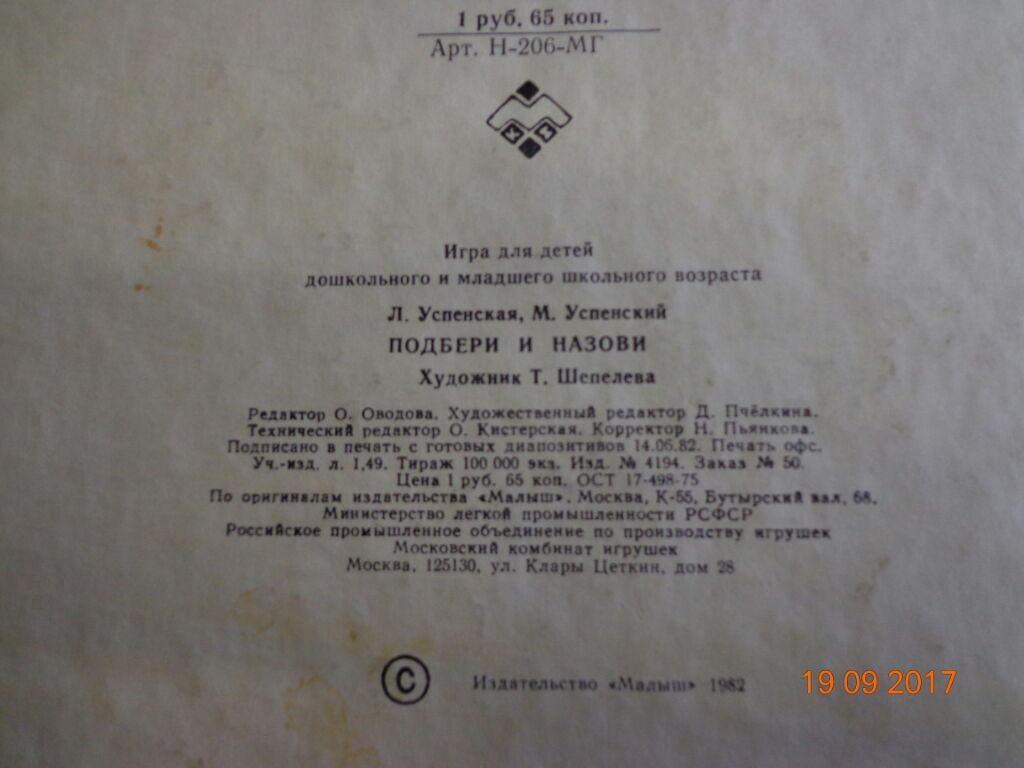 1 руб. 65 коп.
Арт. Н-206-МГ
Игра для детей
дошкольного и младшего школьного возраста
Л. Успенская, М. Успенский
ПОДБЕРИ И НАЗОВИ
Художник Т. Шепелева
Редактор О. Оводова. Художественный редактор Д. Пчёлкина.
Технический редактор О. Кистерская. Корректор Н. Пьянкова.
Подписано в печать с готовых диапозитивов 14.06.82. Печать офс.
Уч.-изд. л. 1,49. Тираж 100 000 экз. Изд. № 4194. Заказ № 50.
Цена 1 руб. 65 коп. ОСТ 17-498-75
По оригиналам издательства «Малыш». Москва, К-55, Бутырский вал, 68.
Министерство легкой промышленности РСФСР
Российское промышленное объединение по производству игрушек
Московский комбинат игрушек
Москва, 125130, ул. Клары Цеткин, дом 28
© Издательство «Малыш» 1982
19 09 2017